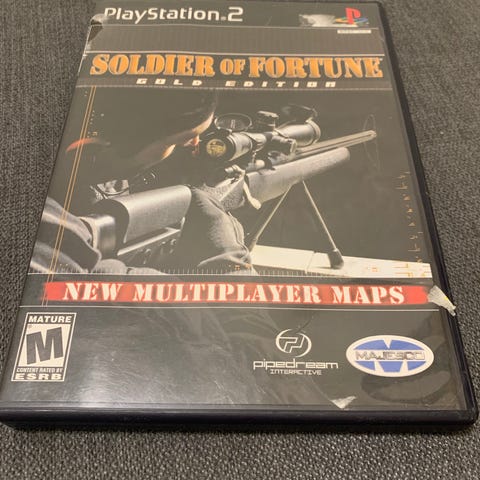 PlayStation®2
SOLDIER OF FORTUNE
GOLD EDITION
NEW MULTIPLAYER MAPS
MATURE
M
CONTENT RATED BY
ESRB
pipedream
INTERACTIVE
MAJESCO